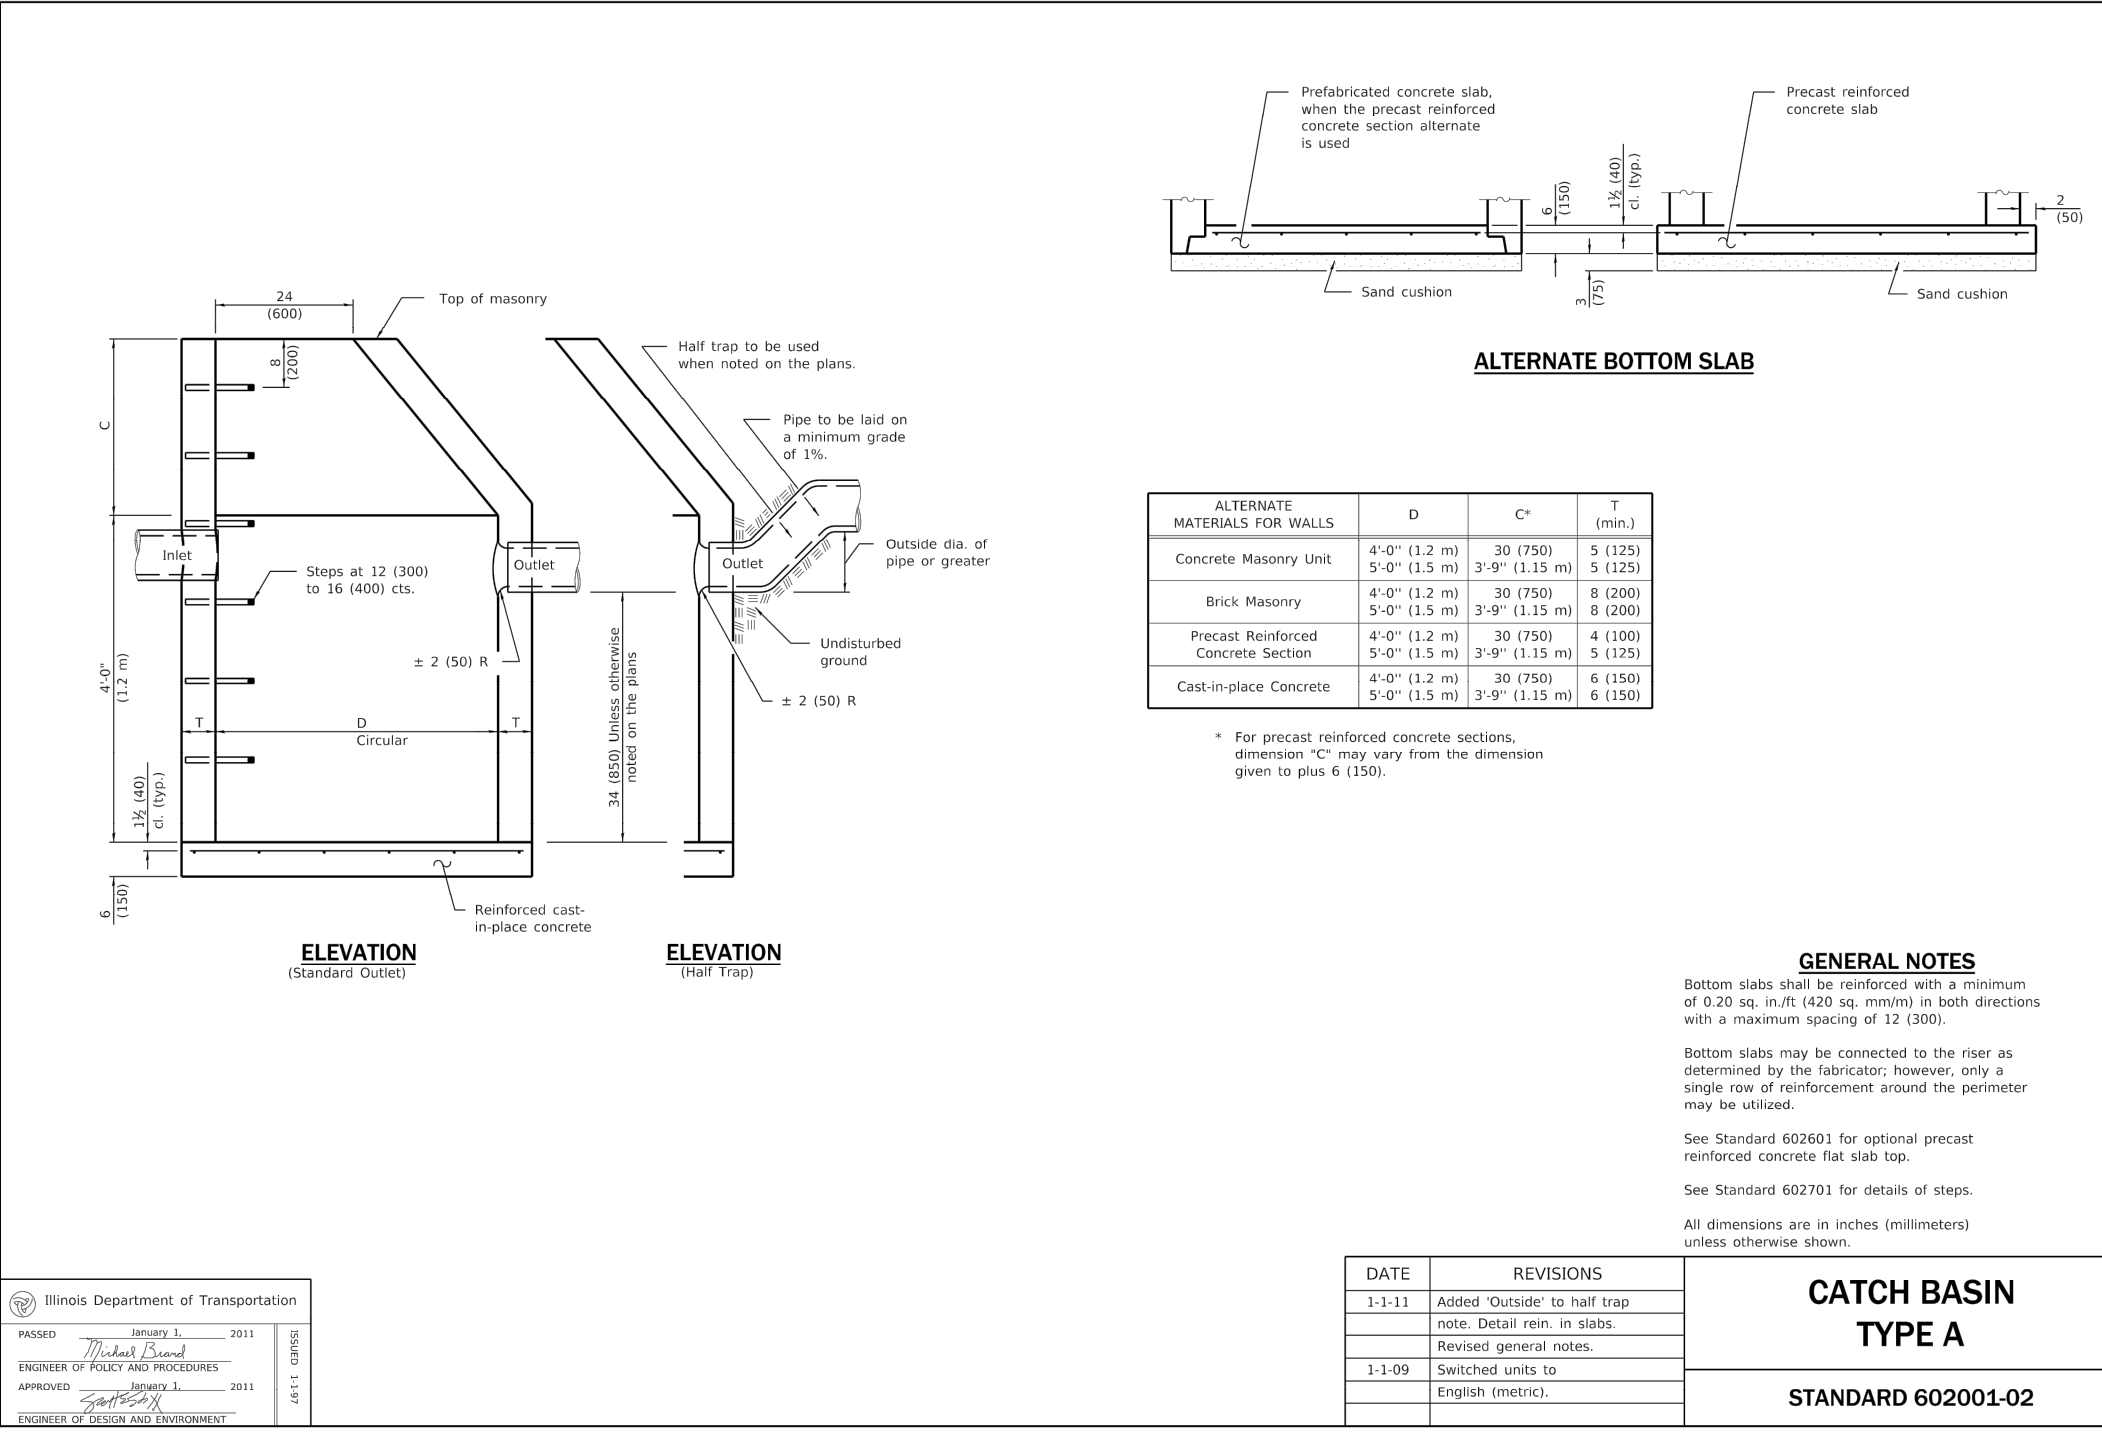 24
(600)
Top of masonry
8
(200)
C
Inlet
Steps at 12 (300)
to 16 (400) cts.
Outlet
± 2 (50) R
4'-0"
(1.2 m)
T
D
Circular
T
1½ (40)
cl. (typ.)
6
(150)
Reinforced cast-
in-place concrete
ELEVATION
(Standard Outlet)
Half trap to be used
when noted on the plans.
Pipe to be laid on
a minimum grade
of 1%.
Outlet
Outside dia. of
pipe or greater
34 (850) Unless otherwise
noted on the plans
Undisturbed
ground
± 2 (50) R
ELEVATION
(Half Trap)
Prefabricated concrete slab,
when the precast reinforced
concrete section alternate
is used
Precast reinforced
concrete slab
6
(150)
1½ (40)
cl. (typ.)
2
(50)
3
(75)
Sand cushion
Sand cushion
ALTERNATE BOTTOM SLAB
ALTERNATE
MATERIALS FOR WALLS
D
C*
T
(min.)
Concrete Masonry Unit
4'-0'' (1.2 m) 30 (750) 5 (125)
5'-0'' (1.5 m) 3'-9'' (1.15 m) 5 (125)
Brick Masonry
4'-0'' (1.2 m) 30 (750) 8 (200)
5'-0'' (1.5 m) 3'-9'' (1.15 m) 8 (200)
Precast Reinforced
Concrete Section
4'-0'' (1.2 m) 30 (750) 4 (100)
5'-0'' (1.5 m) 3'-9'' (1.15 m) 5 (125)
Cast-in-place Concrete
4'-0'' (1.2 m) 30 (750) 6 (150)
5'-0'' (1.5 m) 3'-9'' (1.15 m) 6 (150)
* For precast reinforced concrete sections,
dimension "C" may vary from the dimension
given to plus 6 (150).
GENERAL NOTES
Bottom slabs shall be reinforced with a minimum
of 0.20 sq. in./ft (420 sq. mm/m) in both directions
with a maximum spacing of 12 (300).
Bottom slabs may be connected to the riser as
determined by the fabricator; however, only a
single row of reinforcement around the perimeter
may be utilized.
See Standard 602601 for optional precast
reinforced concrete flat slab top.
See Standard 602701 for details of steps.
All dimensions are in inches (millimeters)
unless otherwise shown.
Illinois Department of Transportation
PASSED January 1, 2011
Michael Brand
ENGINEER OF POLICY AND PROCEDURES
APPROVED January 1, 2011
ENGINEER OF DESIGN AND ENVIRONMENT
ISSUED 1-1-97
DATE REVISIONS
1-1-11 Added 'Outside' to half trap
note. Detail rein. in slabs.
Revised general notes.
1-1-09 Switched units to
English (metric).
CATCH BASIN
TYPE A
STANDARD 602001-02